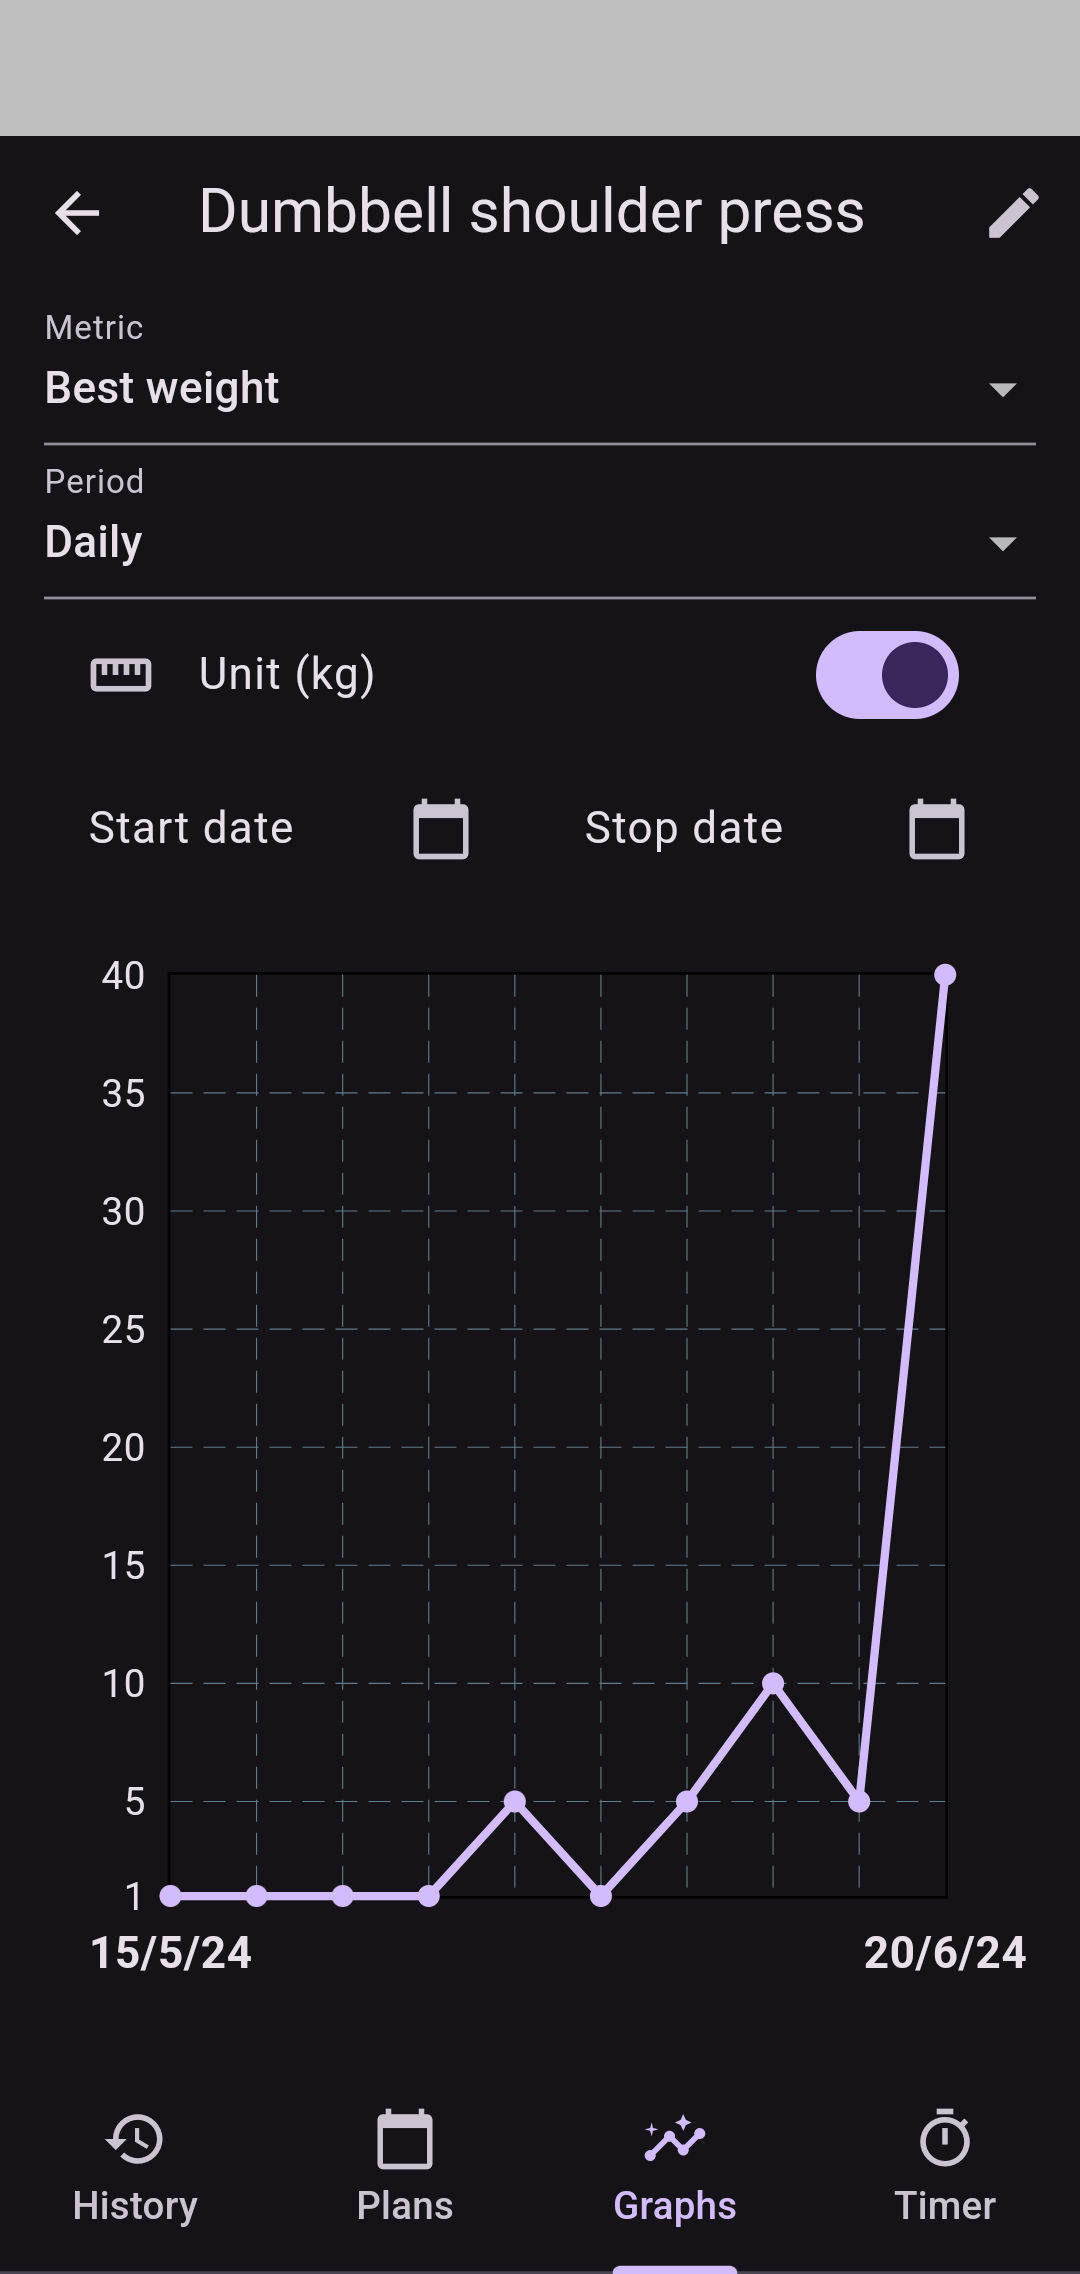 Dumbbell shoulder press
Metric
Best weight
Period
Daily
Unit (kg)
Start date
Stop date
40
35
30
25
20
15
10
5
1
15/5/24
20/6/24
History
Plans
Graphs
Timer